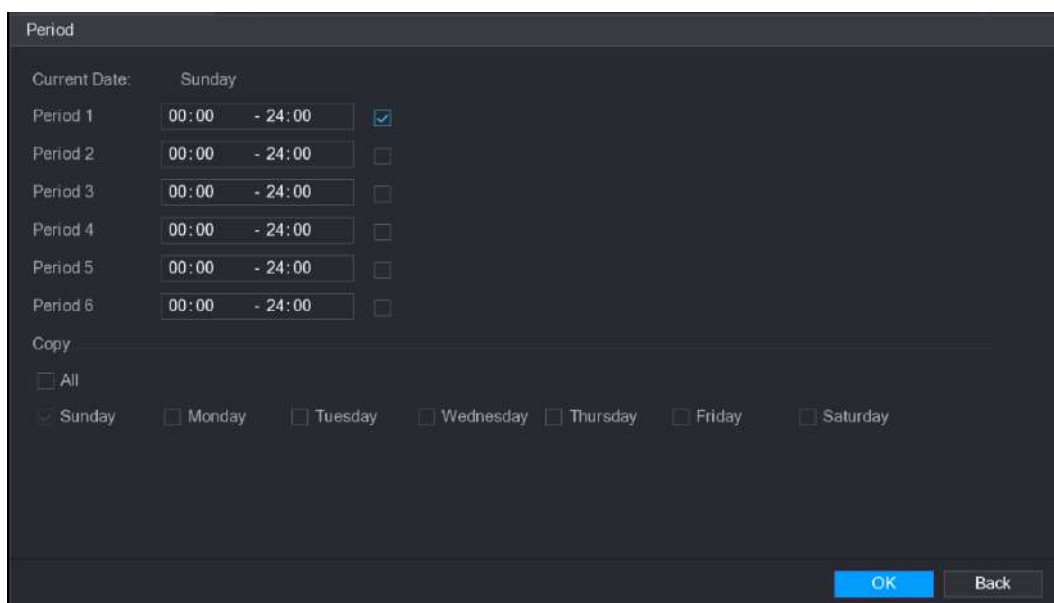 Period
Current Date: Sunday
Period 1 00:00 - 24:00
Period 2 00:00 - 24:00
Period 3 00:00 - 24:00
Period 4 00:00 - 24:00
Period 5 00:00 - 24:00
Period 6 00:00 - 24:00
Copy
All
Sunday Monday Tuesday Wednesday Thursday Friday Saturday
OK Back